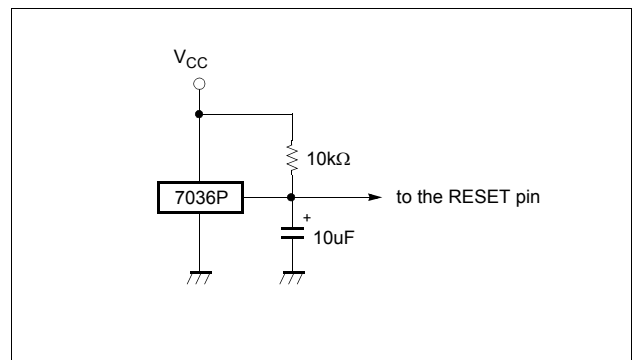 VCC
10kΩ
7036P
to the RESET pin
+
10uF